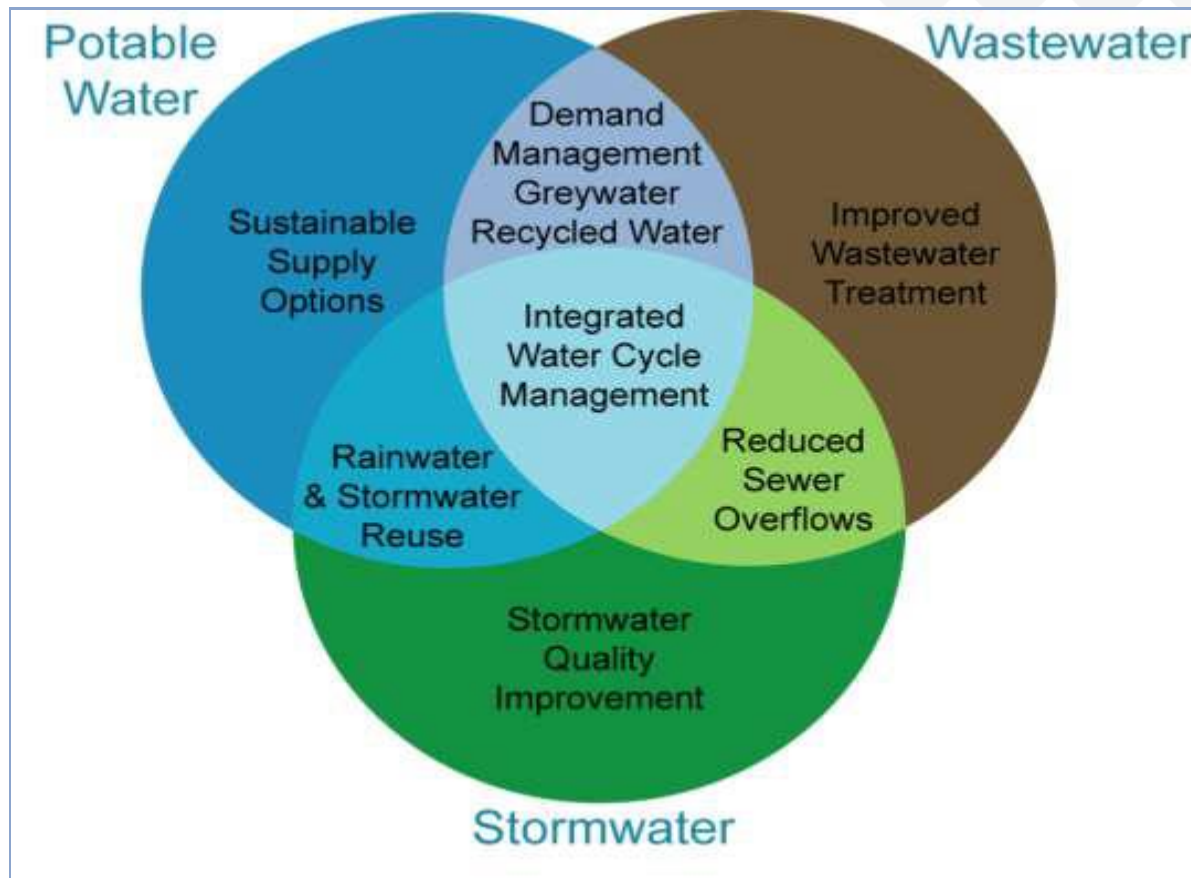 Potable
Water
Wastewater
Demand
Management
Greywater
Recycled Water
Sustainable
Supply
Options
Improved
Wastewater
Treatment
Integrated
Water Cycle
Management
Rainwater
& Stormwater
Reuse
Reduced
Sewer
Overflows
Stormwater
Quality
Improvement
Stormwater